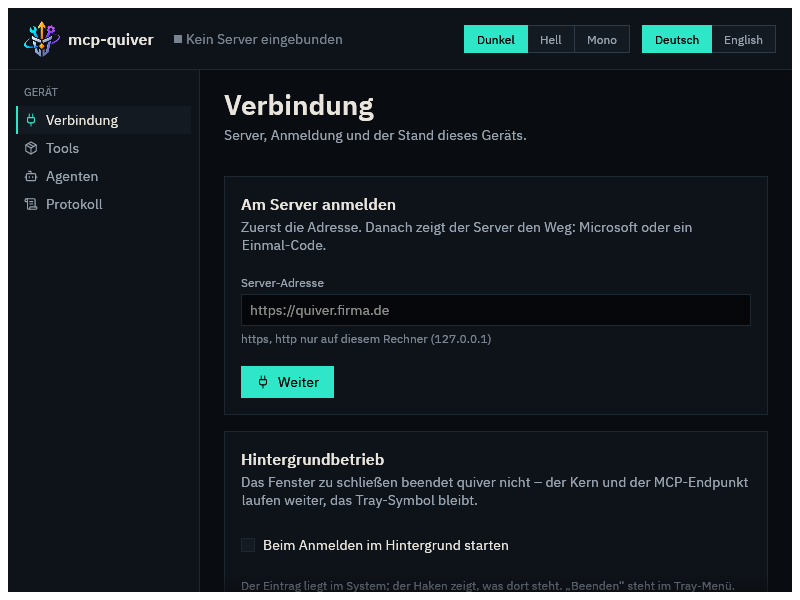 mcp-quiver
Kein Server eingebunden
Dunkel
Hell
Mono
Deutsch
English
GERÄT
Verbindung
Tools
Agenten
Protokoll
Verbindung
Server, Anmeldung und der Stand dieses Geräts.
Am Server anmelden
Zuerst die Adresse. Danach zeigt der Server den Weg: Microsoft oder ein
Einmal-Code.
Server-Adresse
https://quiver.firma.de
https, http nur auf diesem Rechner (127.0.0.1)
Weiter
Hintergrundbetrieb
Das Fenster zu schließen beendet quiver nicht – der Kern und der MCP-Endpunkt
laufen weiter, das Tray-Symbol bleibt.
Beim Anmelden im Hintergrund starten
Der Eintrag liegt im System; der Haken zeigt, was dort steht. „Beenden“ steht im Tray-Menü.